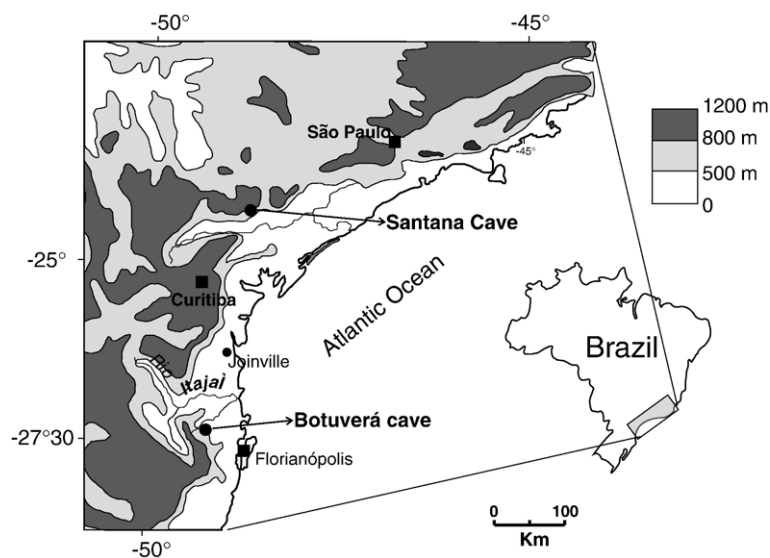 -50°
-45°
1200 m
800 m
500 m
0
São Paulo
-45°
Santana Cave
-25°
Curitiba
Atlantic Ocean
Brazil
Joinville
Rio Itajaì
Botuverá cave
-27°30
Florianópolis
0
100
Km
-50°